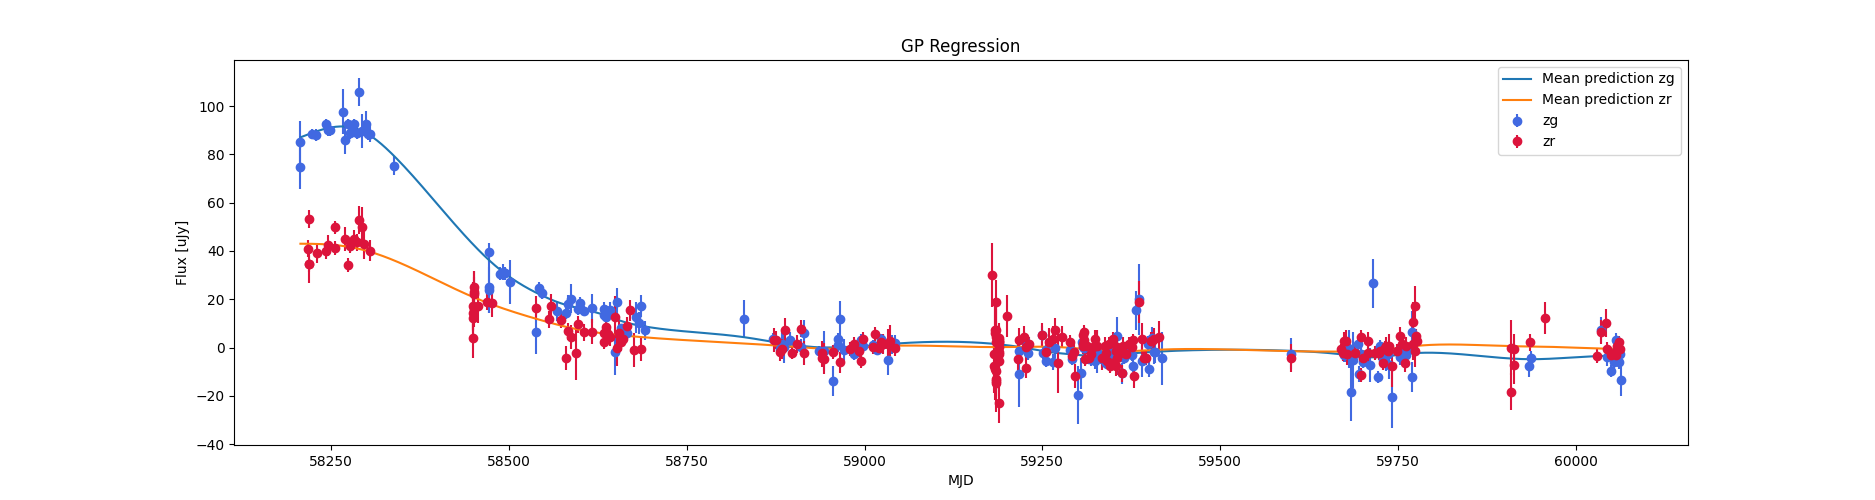 GP Regression
Mean prediction zg
Mean prediction zr
zg
zr
Flux [uJy]
100
80
60
40
20
0
−20
−40
58250
58500
58750
59000
59250
59500
59750
60000
MJD